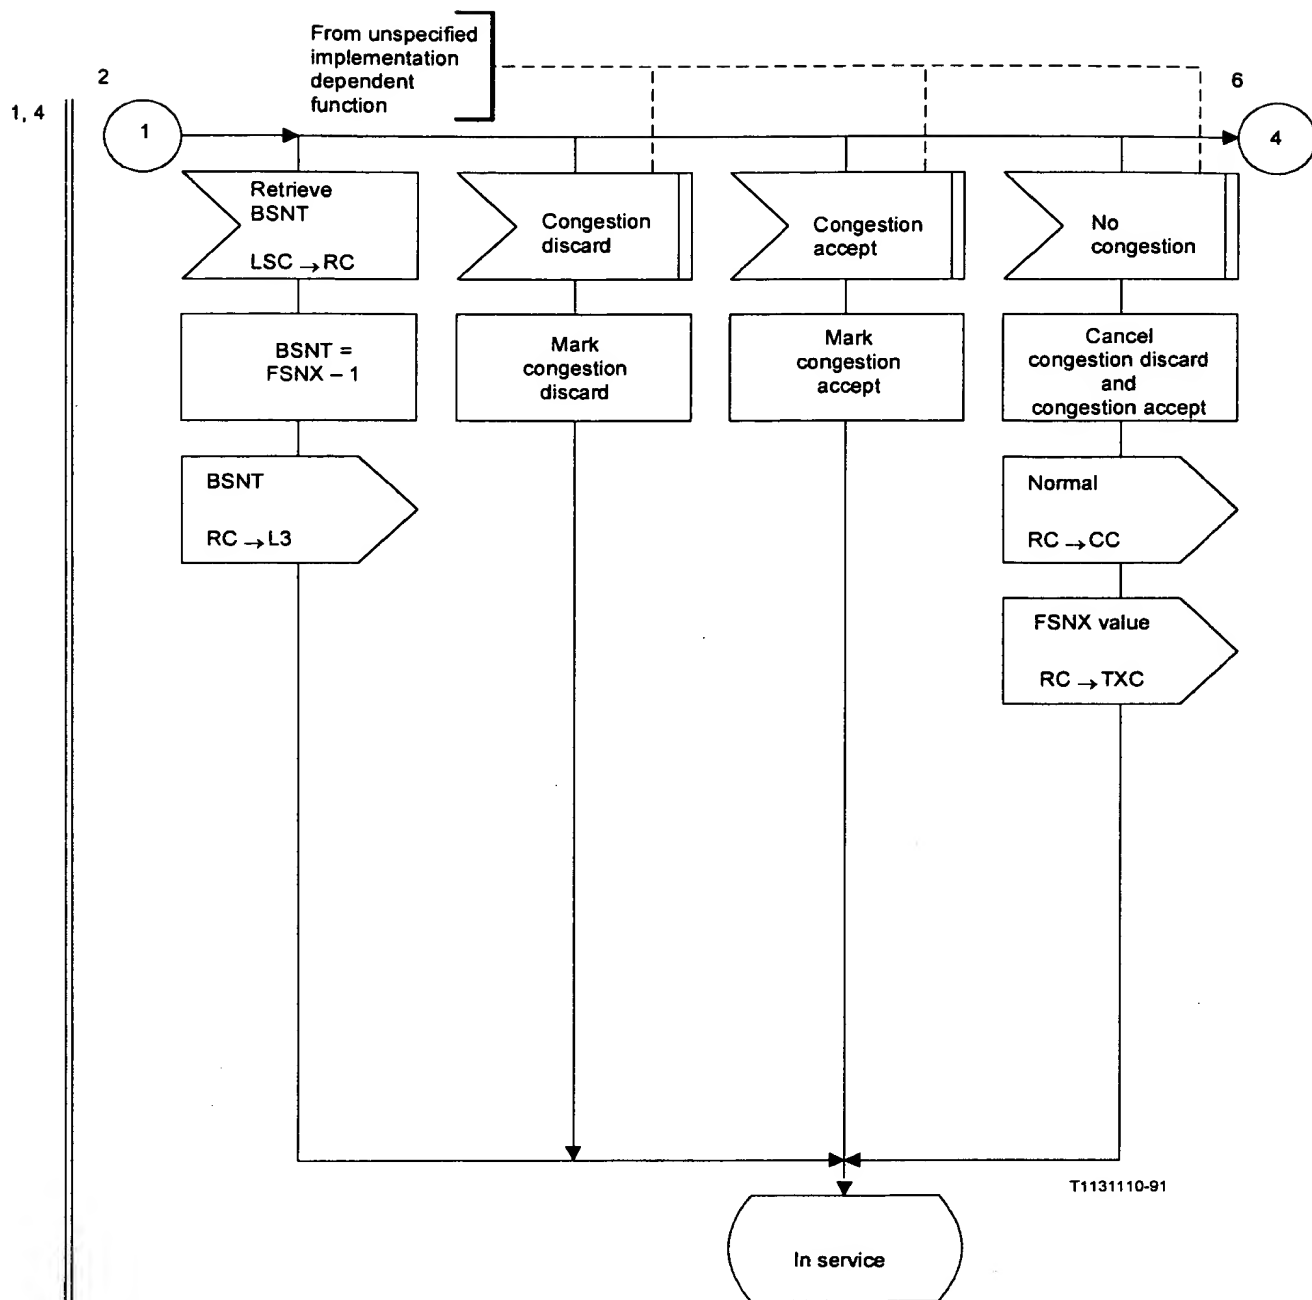 From unspecified
implementation
dependent
function
2
6
1, 4
1
4
Retrieve
BSNT
LSC → RC
Congestion
discard
Congestion
accept
No
congestion
BSNT =
FSNX – 1
Mark
congestion
discard
Mark
congestion
accept
Cancel
congestion discard
and
congestion accept
BSNT
RC → L3
Normal
RC → CC
FSNX value
RC → TXC
T1131110-91
In service